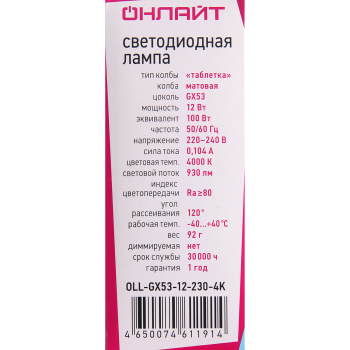 ОНЛАЙТ
светодиодная
лампа
тип колбы «таблетка»
колба матовая
цоколь GX53
мощность 12 Вт
эквивалент 100 Вт
частота 50/60 Гц
напряжение 220–240 В
сила тока 0,104 А
цветовая темп. 4000 К
световой поток 930 лм
индекс
цветопередачи Ra≥80
угол
рассеивания 120°
рабочая темп. -40...+40°C
вес 92 г
диммируемая нет
срок службы 30 000 ч
гарантия 1 год
OLL-GX53-12-230-4K
4 650074 611914